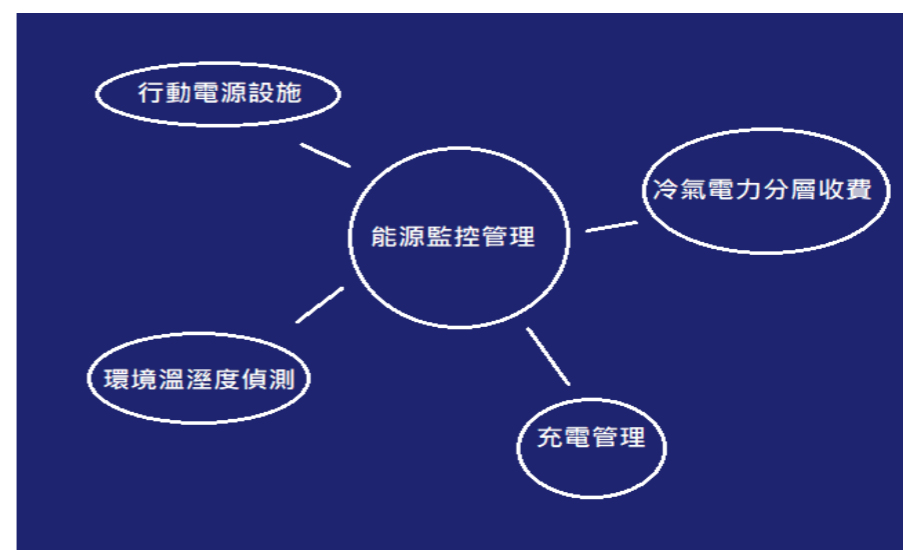 行動電源設施
冷氣電力分層收費
能源監控管理
環境溫溼度偵測
充電管理